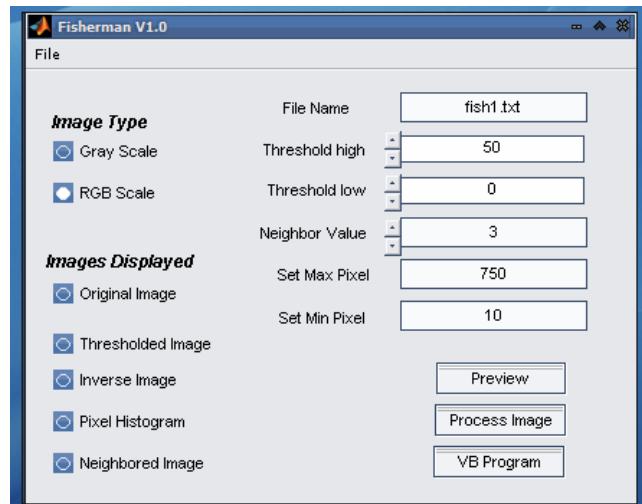 Fisherman V1.0
File
Image Type
Gray Scale
RGB Scale
Images Displayed
Original Image
Thresholded Image
Inverse Image
Pixel Histogram
Neighbored Image
File Name fish1.txt
Threshold high 50
Threshold low 0
Neighbor Value 3
Set Max Pixel 750
Set Min Pixel 10
Preview
Process Image
VB Program